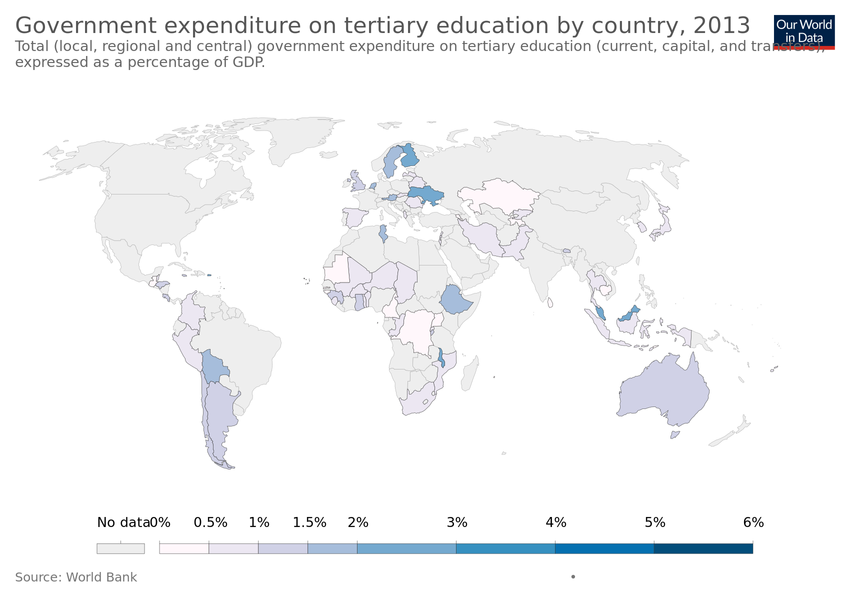 Government expenditure on tertiary education by country, 2013
Our World
in Data
Total (local, regional and central) government expenditure on tertiary education (current, capital, and transfers),
expressed as a percentage of GDP.
No data 0% 0.5% 1% 1.5% 2% 3% 4% 5% 6%
Source: World Bank